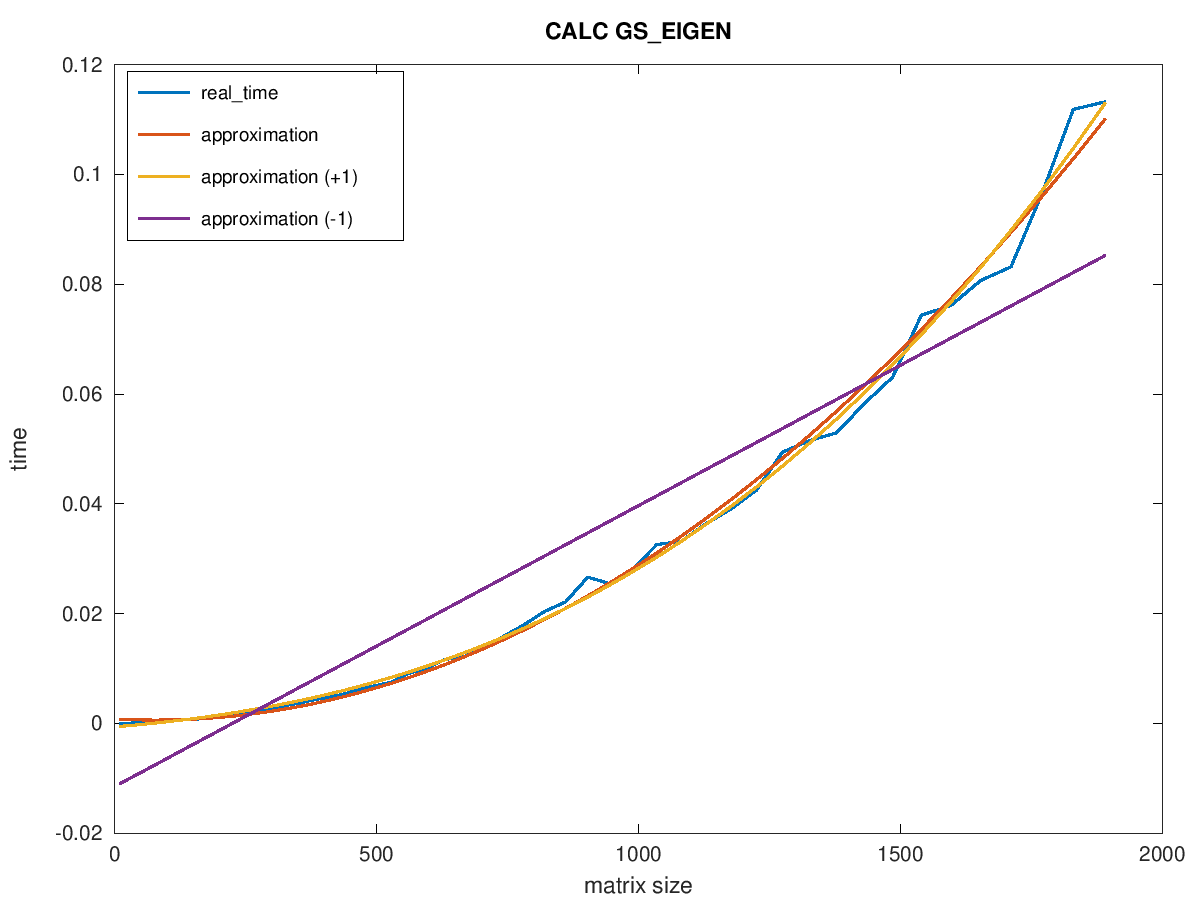 CALC GS_EIGEN
0.12
0.1
0.08
0.06
0.04
0.02
0
-0.02
real_time
approximation
approximation (+1)
approximation (-1)
time
0 500 1000 1500 2000
matrix size